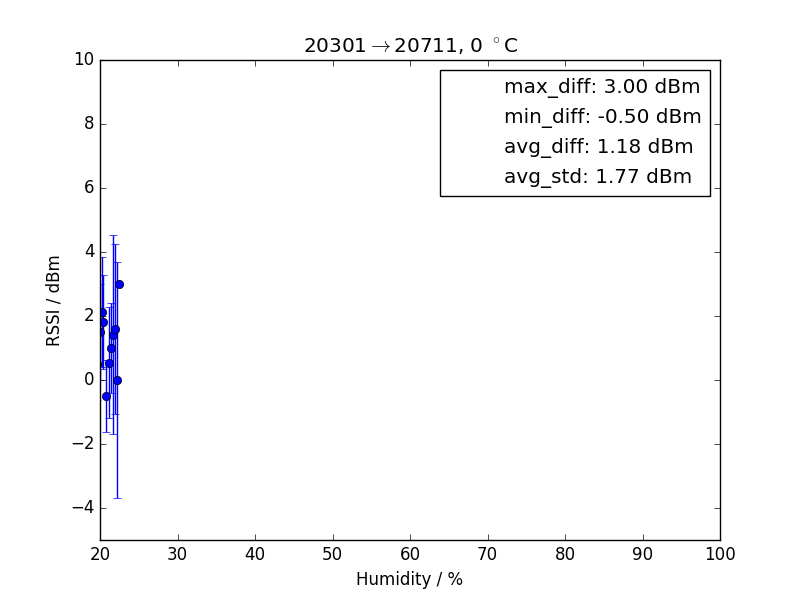 20301→20711, 0 °C
max_diff: 3.00 dBm
min_diff: -0.50 dBm
avg_diff: 1.18 dBm
avg_std: 1.77 dBm
10
8
6
4
2
0
−2
−4
RSSI / dBm
20 30 40 50 60 70 80 90 100
Humidity / %